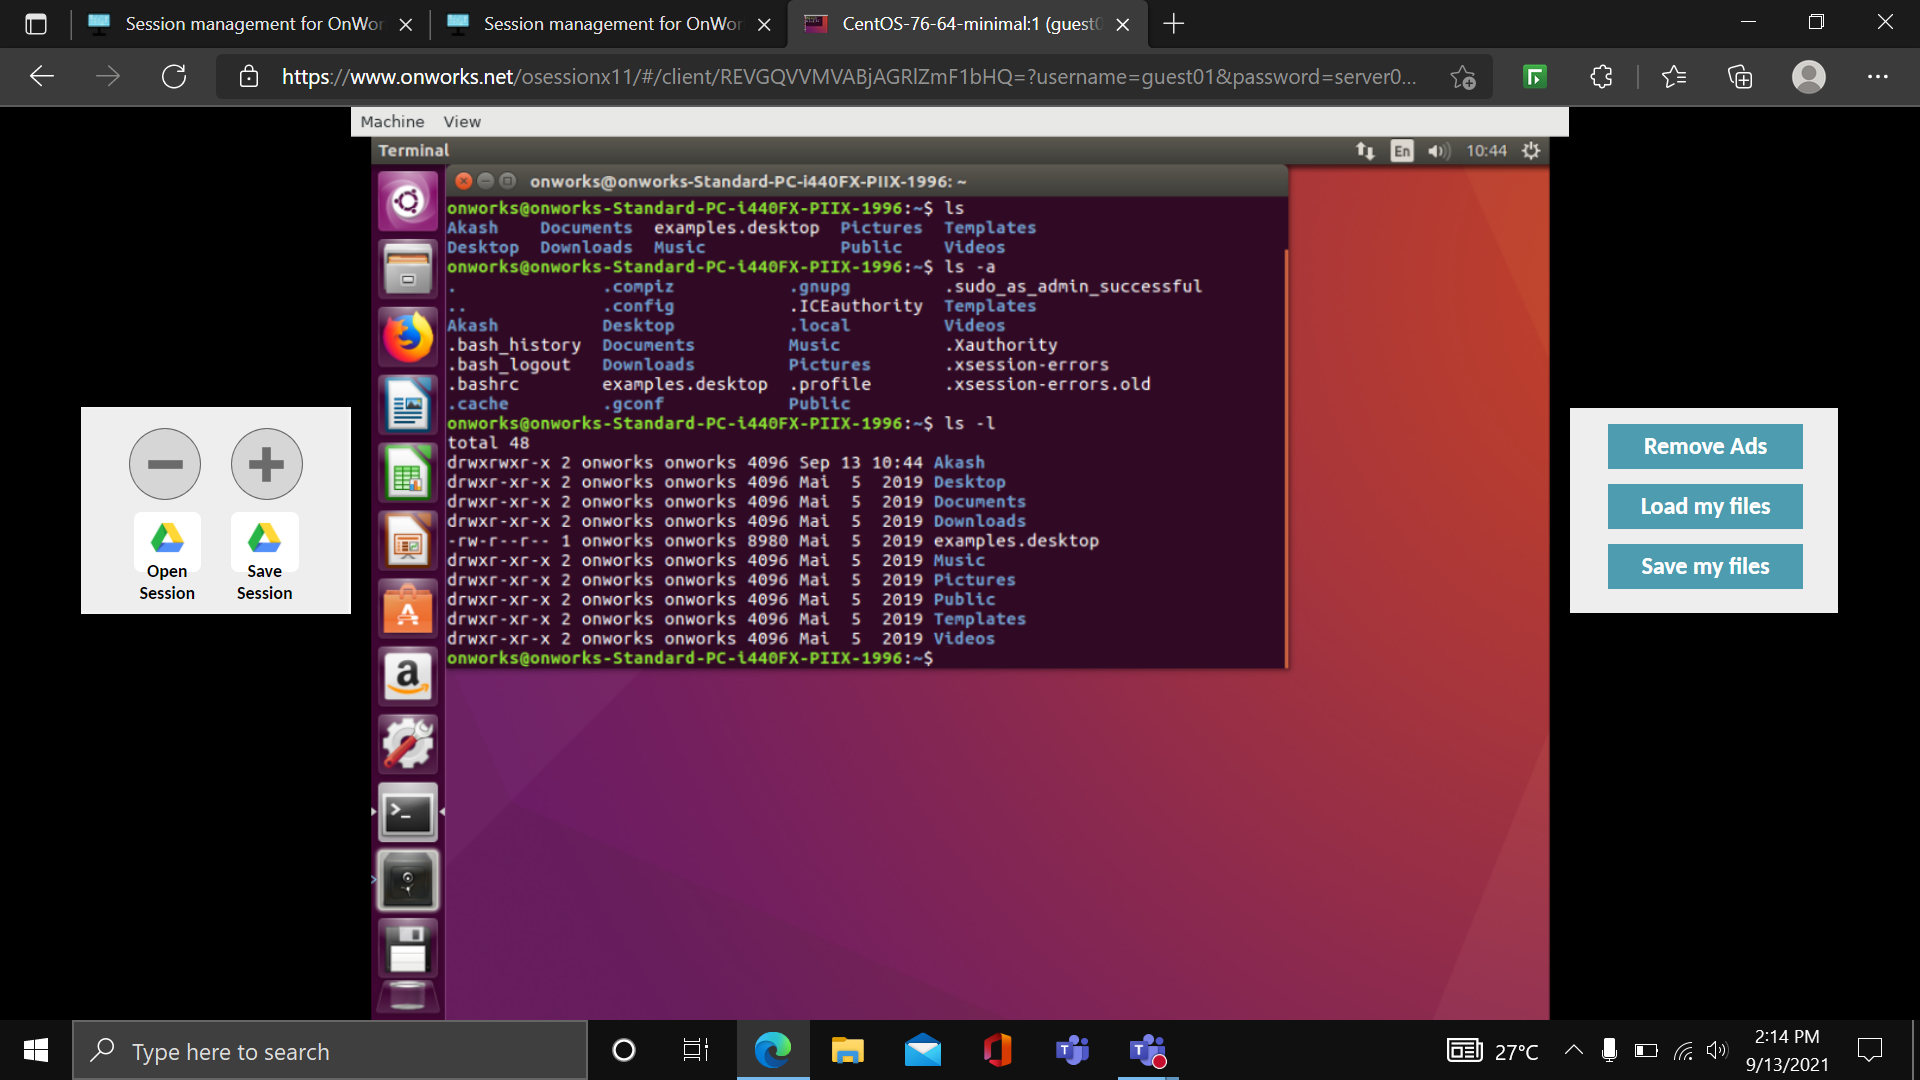 Session management for OnWor
Session management for OnWor
CentOS-76-64-minimal:1 (guest0
https://www.onworks.net/osessionx11/#/client/REVGQVVMVABjAGRlZmF1bHQ=?username=guest01&password=server0...
Machine View
Terminal
En
10:44
onworks@onworks-Standard-PC-i440FX-PIIX-1996: ~
onworks@onworks-Standard-PC-i440FX-PIIX-1996:~$ ls
Akash Documents examples.desktop Pictures Templates
Desktop Downloads Music Public Videos
onworks@onworks-Standard-PC-i440FX-PIIX-1996:~$ ls -a
. .compiz .gnupg .sudo_as_admin_successful
.. .config .ICEauthority Templates
Akash Desktop .local Videos
.bash_history Documents Music .Xauthority
.bash_logout Downloads Pictures .xsession-errors
.bashrc examples.desktop .profile .xsession-errors.old
.cache .gconf Public
onworks@onworks-Standard-PC-i440FX-PIIX-1996:~$ ls -l
total 48
drwxrwxr-x 2 onworks onworks 4096 Sep 13 10:44 Akash
drwxr-xr-x 2 onworks onworks 4096 Mai 5 2019 Desktop
drwxr-xr-x 2 onworks onworks 4096 Mai 5 2019 Documents
drwxr-xr-x 2 onworks onworks 4096 Mai 5 2019 Downloads
-rw-r--r-- 1 onworks onworks 8980 Mai 5 2019 examples.desktop
drwxr-xr-x 2 onworks onworks 4096 Mai 5 2019 Music
drwxr-xr-x 2 onworks onworks 4096 Mai 5 2019 Pictures
drwxr-xr-x 2 onworks onworks 4096 Mai 5 2019 Public
drwxr-xr-x 2 onworks onworks 4096 Mai 5 2019 Templates
drwxr-xr-x 2 onworks onworks 4096 Mai 5 2019 Videos
onworks@onworks-Standard-PC-i440FX-PIIX-1996:~$
Open
Session
Save
Session
Remove Ads
Load my files
Save my files
Type here to search
27°C
2:14 PM
9/13/2021